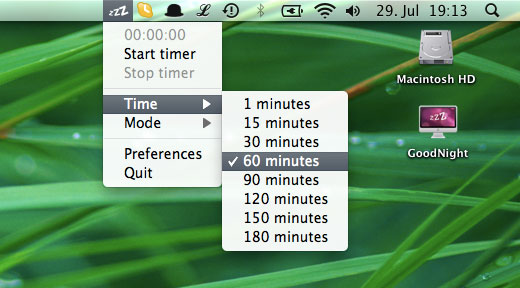 zzZ
29. Jul 19:13
00:00:00
Start timer
Stop timer
Time
Mode
Preferences
Quit
1 minutes
15 minutes
30 minutes
60 minutes
90 minutes
120 minutes
150 minutes
180 minutes
Macintosh HD
zzZ
GoodNight